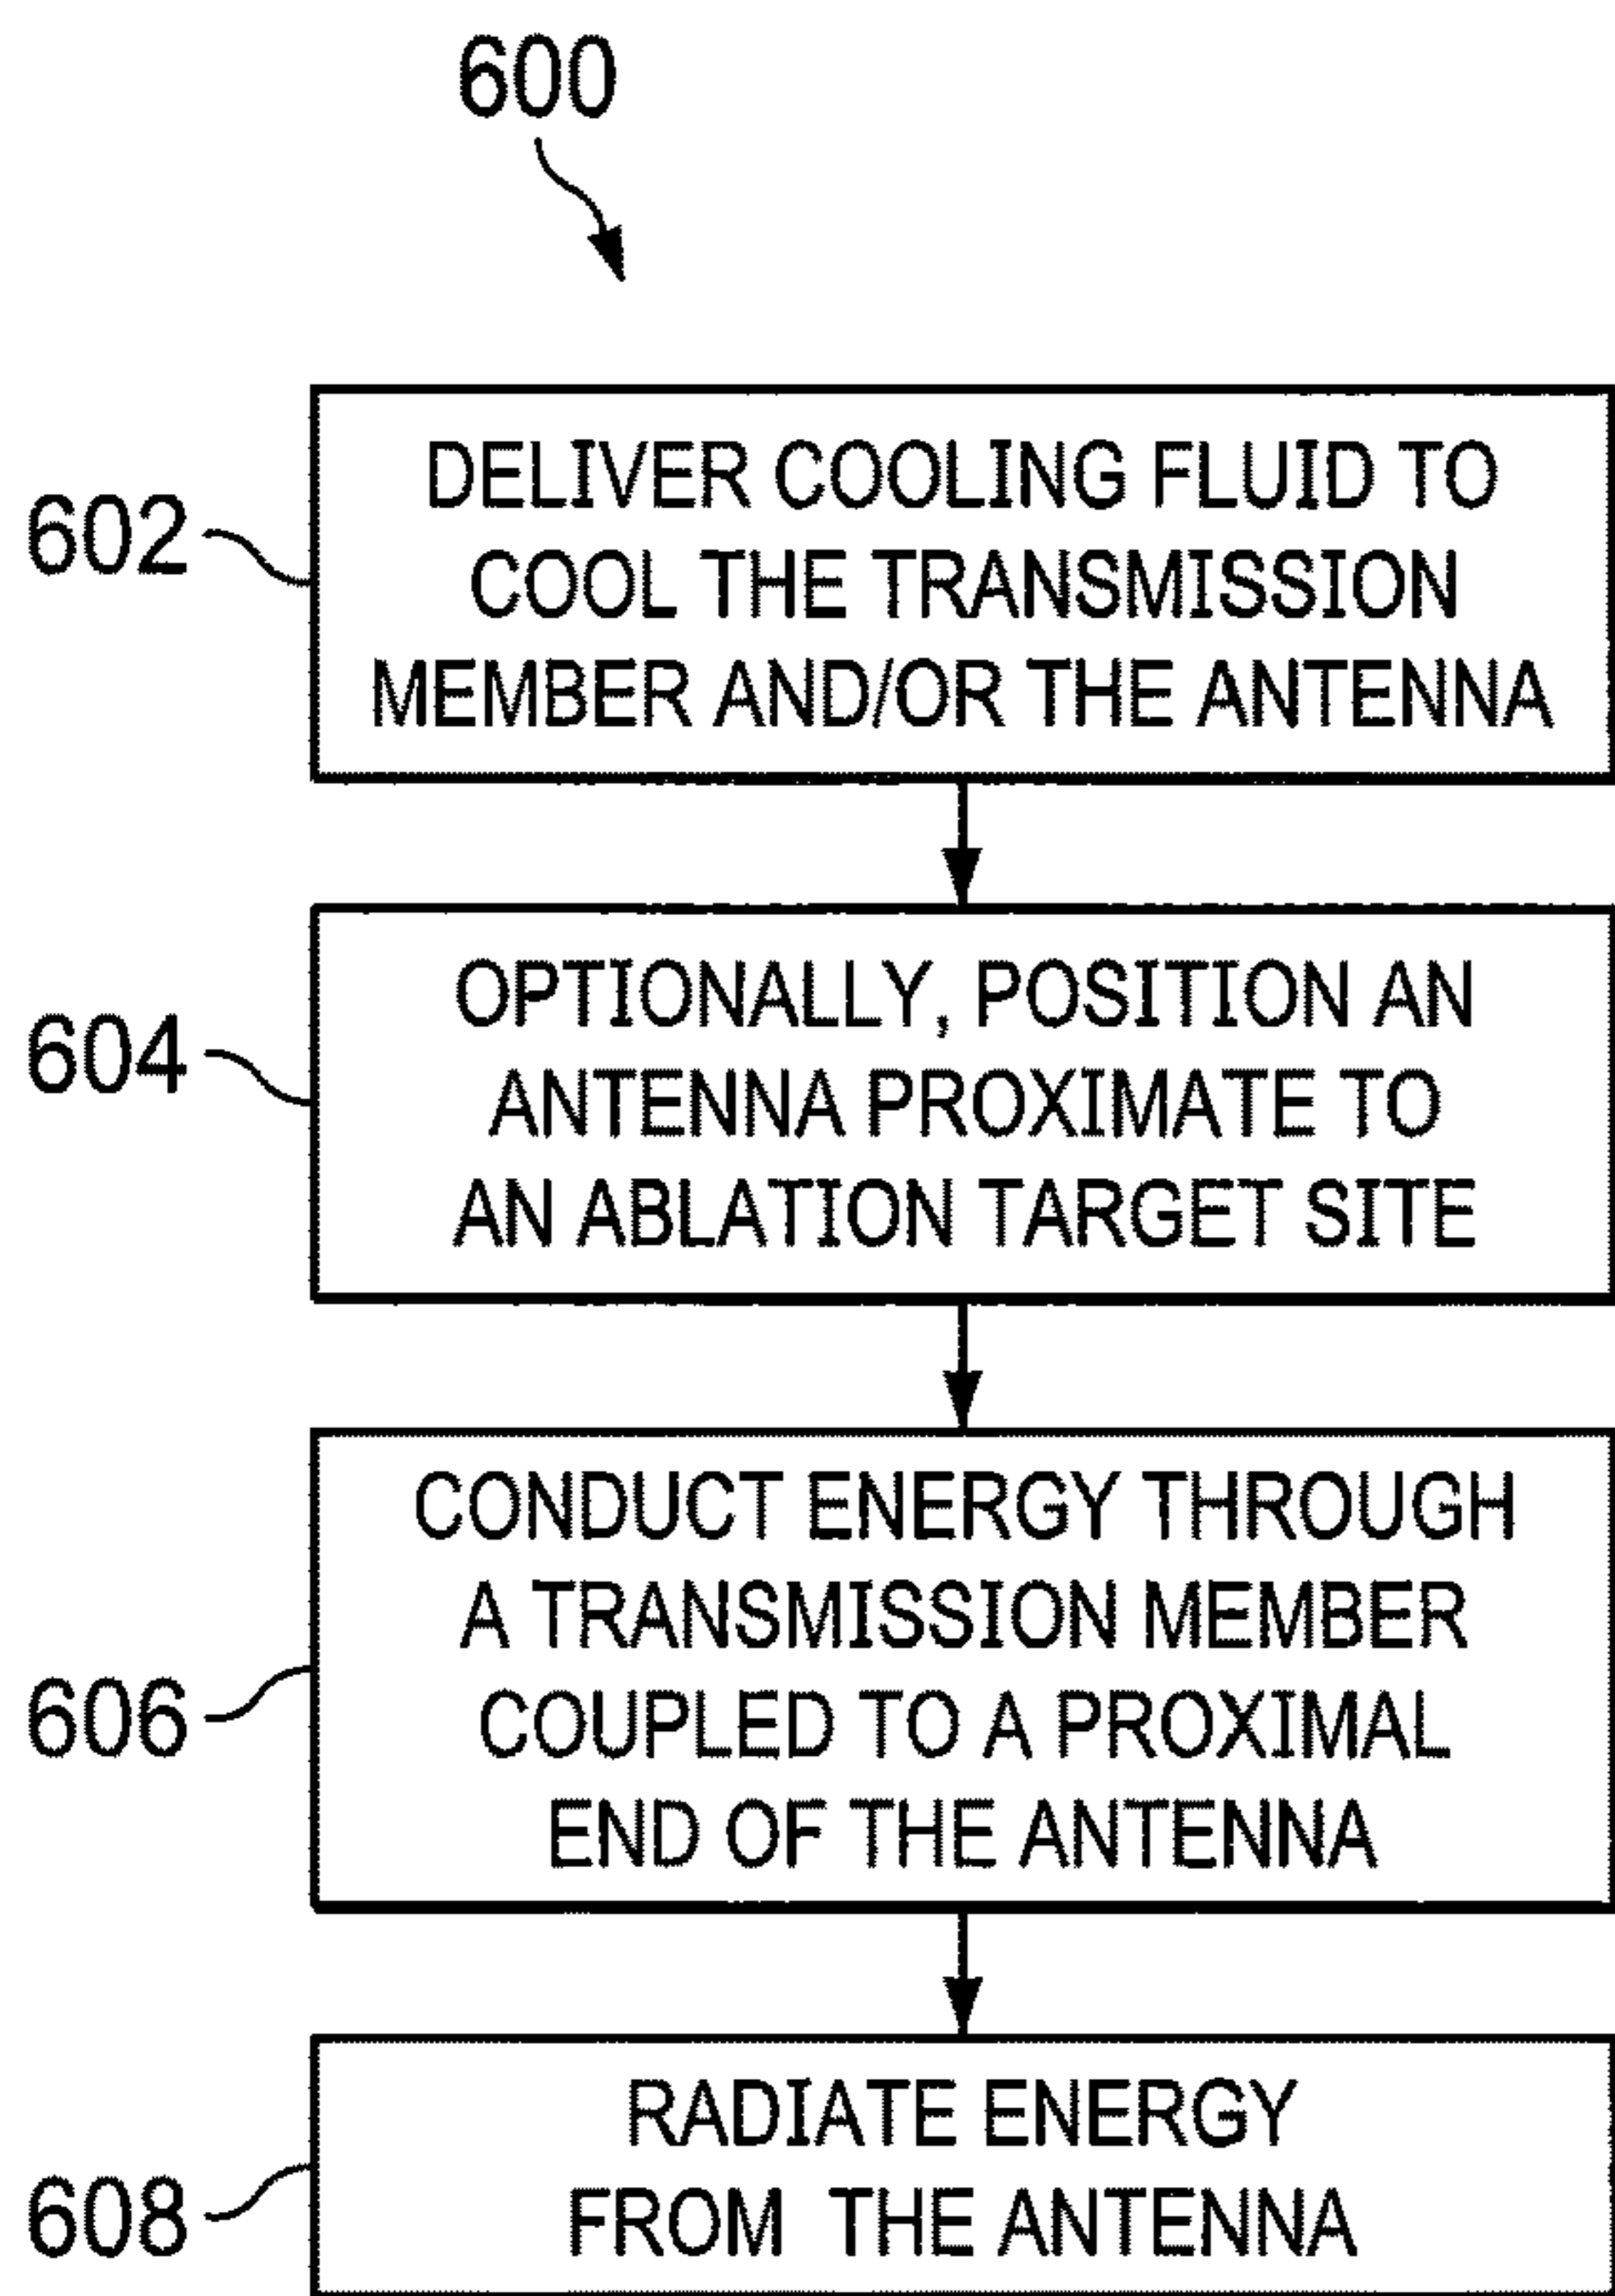 600
602
DELIVER COOLING FLUID TO
COOL THE TRANSMISSION
MEMBER AND/OR THE ANTENNA
604
OPTIONALLY, POSITION AN
ANTENNA PROXIMATE TO
AN ABLATION TARGET SITE
606
CONDUCT ENERGY THROUGH
A TRANSMISSION MEMBER
COUPLED TO A PROXIMAL
END OF THE ANTENNA
608
RADIATE ENERGY
FROM THE ANTENNA